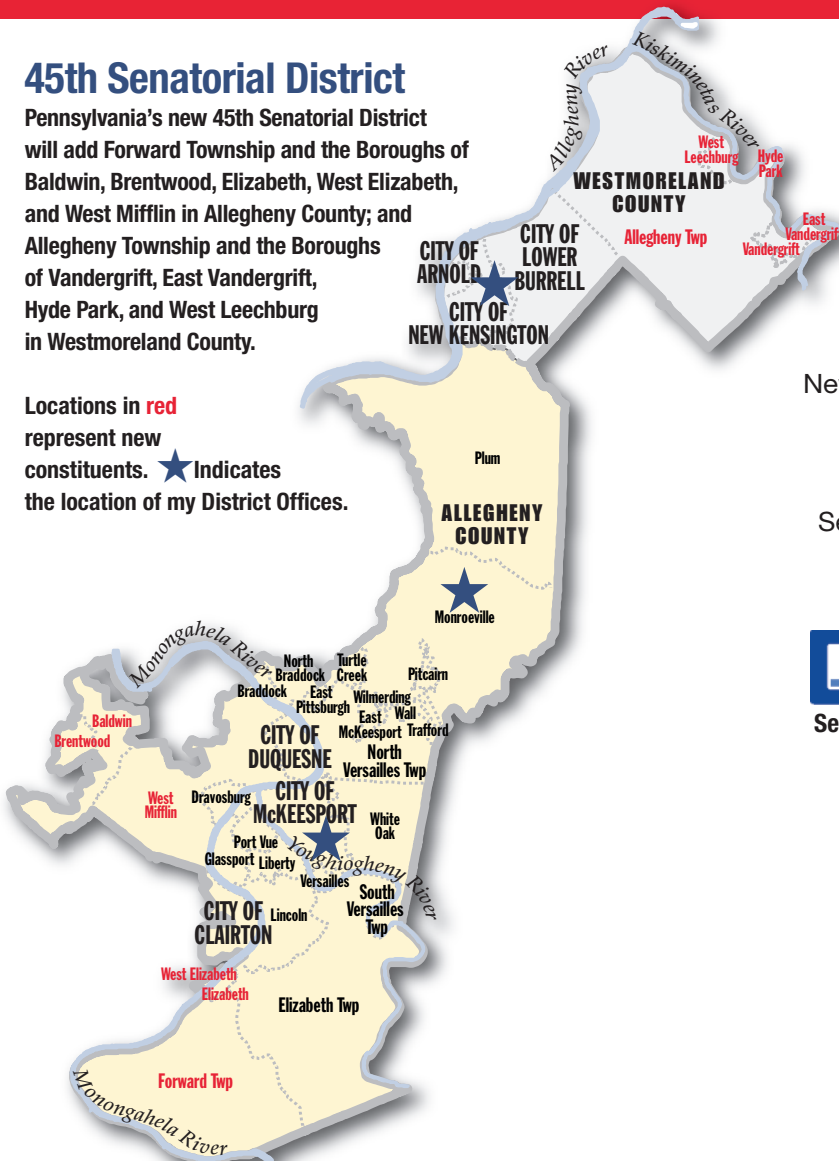 45th Senatorial District
Pennsylvania's new 45th Senatorial District
will add Forward Township and the Boroughs of
Baldwin, Brentwood, Elizabeth, West Elizabeth,
and West Mifflin in Allegheny County; and
Allegheny Township and the Boroughs
of Vandergrift, East Vandergrift,
Hyde Park, and West Leechburg
in Westmoreland County.
Locations in red
represent new
constituents. Indicates
the location of my District Offices.
Allegheny River
Kiskiminetas River
West
Leechburg
Hyde
Park
WESTMORELAND
COUNTY
East
Vandergrift
Vandergrift
Allegheny Twp
CITY OF
ARNOLD
CITY OF
LOWER
BURRELL
CITY OF
NEW KENSINGTON
Plum
ALLEGHENY
COUNTY
Monroeville
Monongahela River
North
Braddock
Turtle
Creek
Pitcairn
Braddock
East
Pittsburgh
Wilmerding
Wall
East
McKeesport
Trafford
Baldwin
Brentwood
CITY OF
DUQUESNE
North
Versailles Twp
West
Mifflin
Dravosburg
CITY OF
McKEESPORT
White
Oak
Port Vue
Glassport
Liberty
Youghiogheny River
Versailles
South
Versailles
Twp
CITY OF
CLAIRTON
Lincoln
West Elizabeth
Elizabeth
Elizabeth Twp
Forward Twp
Monongahela River
Se